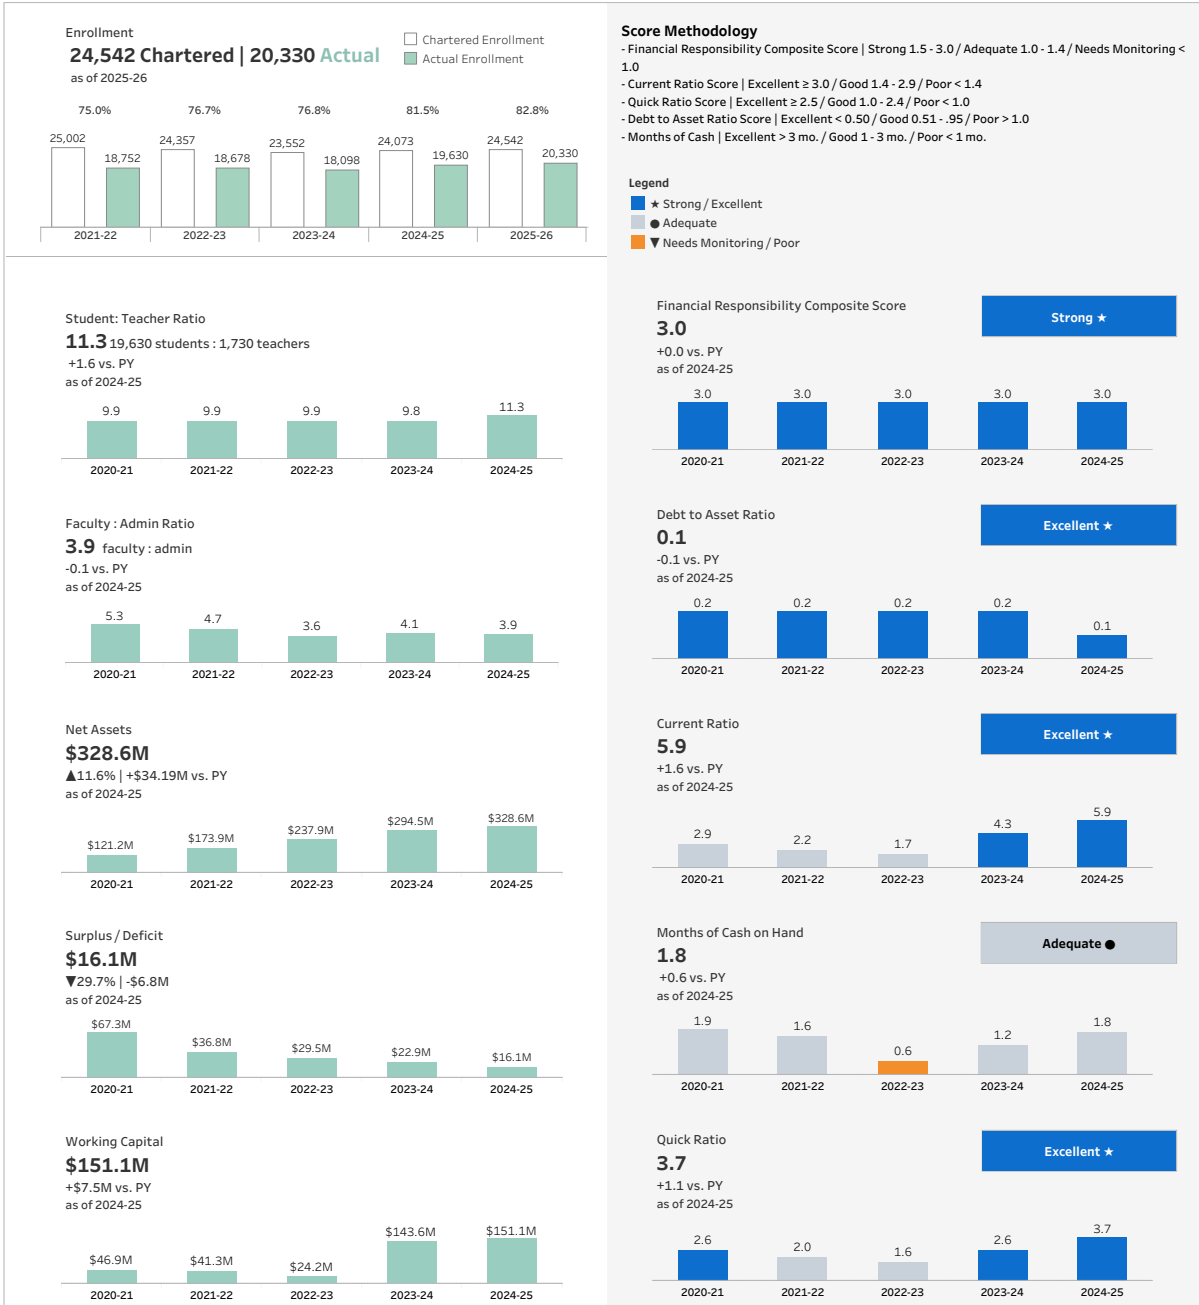 Enrollment
24,542 Chartered | 20,330 Actual
as of 2025-26
Chartered Enrollment
Actual Enrollment
75.0% 76.7% 76.8% 81.5% 82.8%
25,002 18,752 24,357 18,678 23,552 18,098 24,073 19,630 24,542 20,330
2021-22 2022-23 2023-24 2024-25 2025-26
Score Methodology
- Financial Responsibility Composite Score | Strong 1.5 - 3.0 / Adequate 1.0 - 1.4 / Needs Monitoring <
1.0
- Current Ratio Score | Excellent ≥ 3.0 / Good 1.4 - 2.9 / Poor < 1.4
- Quick Ratio Score | Excellent ≥ 2.5 / Good 1.0 - 2.4 / Poor < 1.0
- Debt to Asset Ratio Score | Excellent < 0.50 / Good 0.51 - .95 / Poor > 1.0
- Months of Cash | Excellent > 3 mo. / Good 1 - 3 mo. / Poor < 1 mo.
Legend
★ Strong / Excellent
● Adequate
▼ Needs Monitoring / Poor
Student: Teacher Ratio
11.3 19,630 students : 1,730 teachers
+1.6 vs. PY
as of 2024-25
9.9 9.9 9.9 9.8 11.3
2020-21 2021-22 2022-23 2023-24 2024-25
Financial Responsibility Composite Score
3.0
+0.0 vs. PY
as of 2024-25
Strong ★
3.0 3.0 3.0 3.0 3.0
2020-21 2021-22 2022-23 2023-24 2024-25
Faculty : Admin Ratio
3.9 faculty : admin
-0.1 vs. PY
as of 2024-25
5.3 4.7 3.6 4.1 3.9
2020-21 2021-22 2022-23 2023-24 2024-25
Debt to Asset Ratio
0.1
-0.1 vs. PY
as of 2024-25
Excellent ★
0.2 0.2 0.2 0.2 0.1
2020-21 2021-22 2022-23 2023-24 2024-25
Net Assets
$328.6M
▲11.6% | +$34.19M vs. PY
as of 2024-25
$121.2M $173.9M $237.9M $294.5M $328.6M
2020-21 2021-22 2022-23 2023-24 2024-25
Current Ratio
5.9
+1.6 vs. PY
as of 2024-25
Excellent ★
2.9 2.2 1.7 4.3 5.9
2020-21 2021-22 2022-23 2023-24 2024-25
Surplus / Deficit
$16.1M
▼29.7% | -$6.8M
as of 2024-25
$67.3M $36.8M $29.5M $22.9M $16.1M
2020-21 2021-22 2022-23 2023-24 2024-25
Months of Cash on Hand
1.8
+0.6 vs. PY
as of 2024-25
Adequate ●
1.9 1.6 0.6 1.2 1.8
2020-21 2021-22 2022-23 2023-24 2024-25
Working Capital
$151.1M
+$7.5M vs. PY
as of 2024-25
$46.9M $41.3M $24.2M $143.6M $151.1M
2020-21 2021-22 2022-23 2023-24 2024-25
Quick Ratio
3.7
+1.1 vs. PY
as of 2024-25
Excellent ★
2.6 2.0 1.6 2.6 3.7
2020-21 2021-22 2022-23 2023-24 2024-25